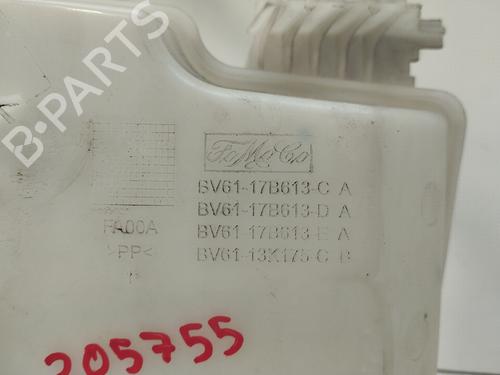 B-PARTS
FoMoCo
BV61-17B613-C A
BV61-17B613-D A
BV61-17B613-E A
BV61-13K175-C B
FA00A
>PP<
205755